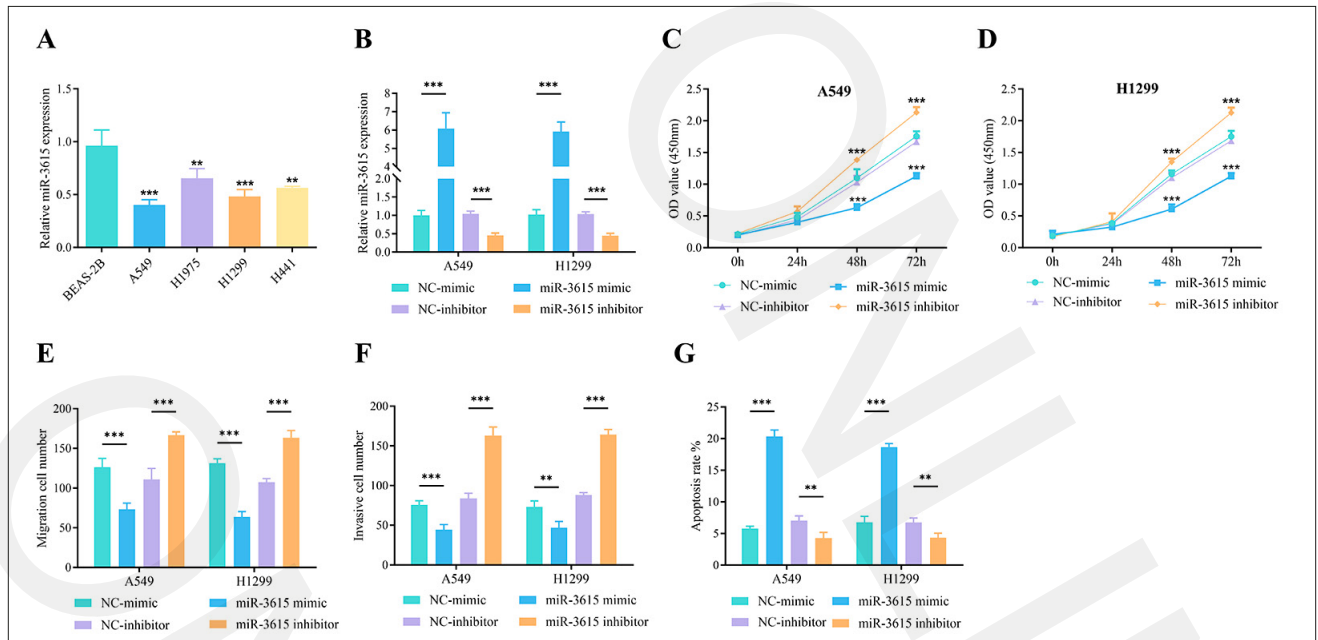 A
Relative miR-3615 expression
1.5
1.0
0.5
0.0
***
**
***
**
BEAS-2B
A549
H1975
H1299
H441
B
Relative miR-3615 expression
8
7
6
5
4
2.0
1.5
1.0
0.5
0.0
***
***
***
***
A549
H1299
NC-mimic
miR-3615 mimic
NC-inhibitor
miR-3615 inhibitor
C
A549
OD value (450nm)
2.5
2.0
1.5
1.0
0.5
0.0
***
***
***
***
0h
24h
48h
72h
NC-mimic
miR-3615 mimic
NC-inhibitor
miR-3615 inhibitor
D
H1299
OD value (450nm)
2.5
2.0
1.5
1.0
0.5
0.0
***
***
***
***
0h
24h
48h
72h
NC-mimic
miR-3615 mimic
NC-inhibitor
miR-3615 inhibitor
E
Migration cell number
200
150
100
50
0
***
***
***
***
A549
H1299
NC-mimic
miR-3615 mimic
NC-inhibitor
miR-3615 inhibitor
F
Invasive cell number
200
150
100
50
0
***
***
**
***
A549
H1299
NC-mimic
miR-3615 mimic
NC-inhibitor
miR-3615 inhibitor
G
Apoptosis rate %
25
20
15
10
5
0
***
**
***
**
A549
H1299
NC-mimic
miR-3615 mimic
NC-inhibitor
miR-3615 inhibitor